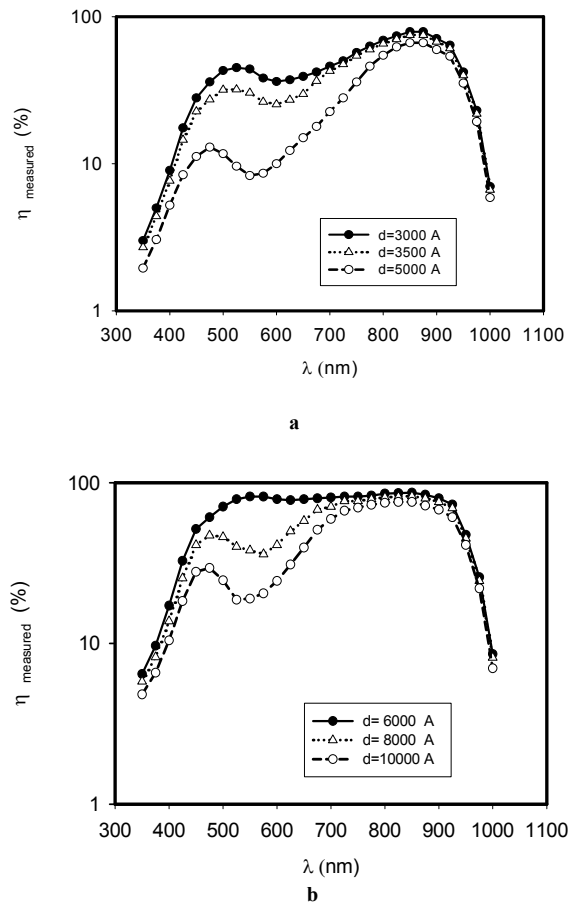 100
10
1
η measured (%)
d=3000 A
d=3500 A
d=5000 A
300 400 500 600 700 800 900 1000 1100
λ (nm)
a
100
10
1
η measured (%)
d= 6000 A
d= 8000 A
d=10000 A
300 400 500 600 700 800 900 1000 1100
λ (nm)
b